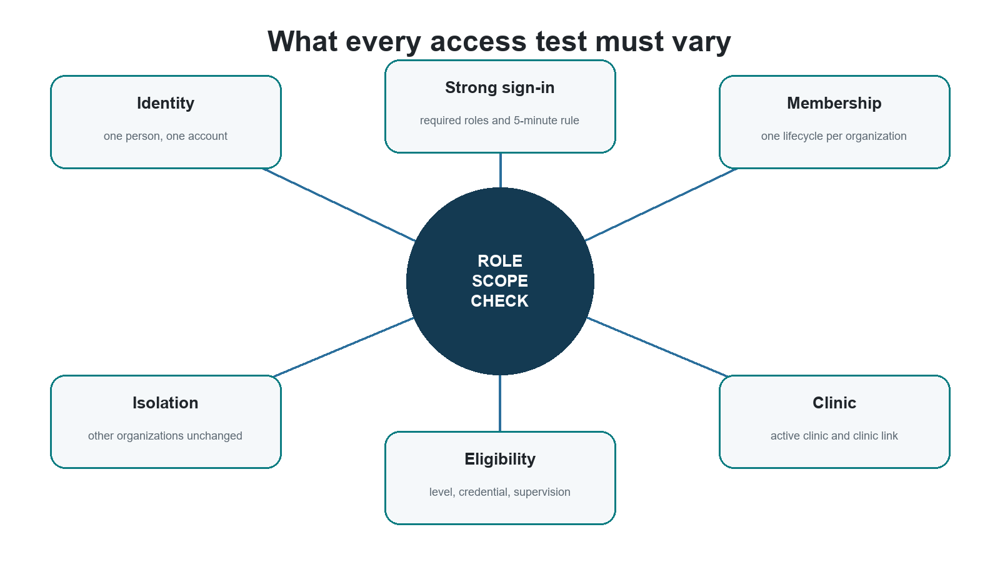 What every access test must vary
Identity
one person, one account
Strong sign-in
required roles and 5-minute rule
Membership
one lifecycle per organization
ROLE
SCOPE
CHECK
Isolation
other organizations unchanged
Eligibility
level, credential, supervision
Clinic
active clinic and clinic link